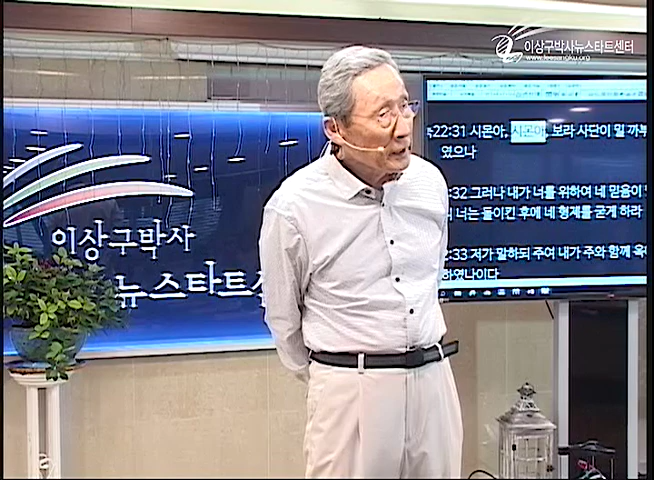 이상구박사뉴스타트센터
www.leesangku.org
22:31 시몬아, 시몬아, 보라 사단이 밀 까부
였으나
:32 그러나 내가 너를 위하여 네 믿음이
너는 돌이킨 후에 네 형제를 굳게 하라
:33 저가 말하되 주여 내가 주와 함께 옥에
하였나이다
이상구박사
뉴스타트